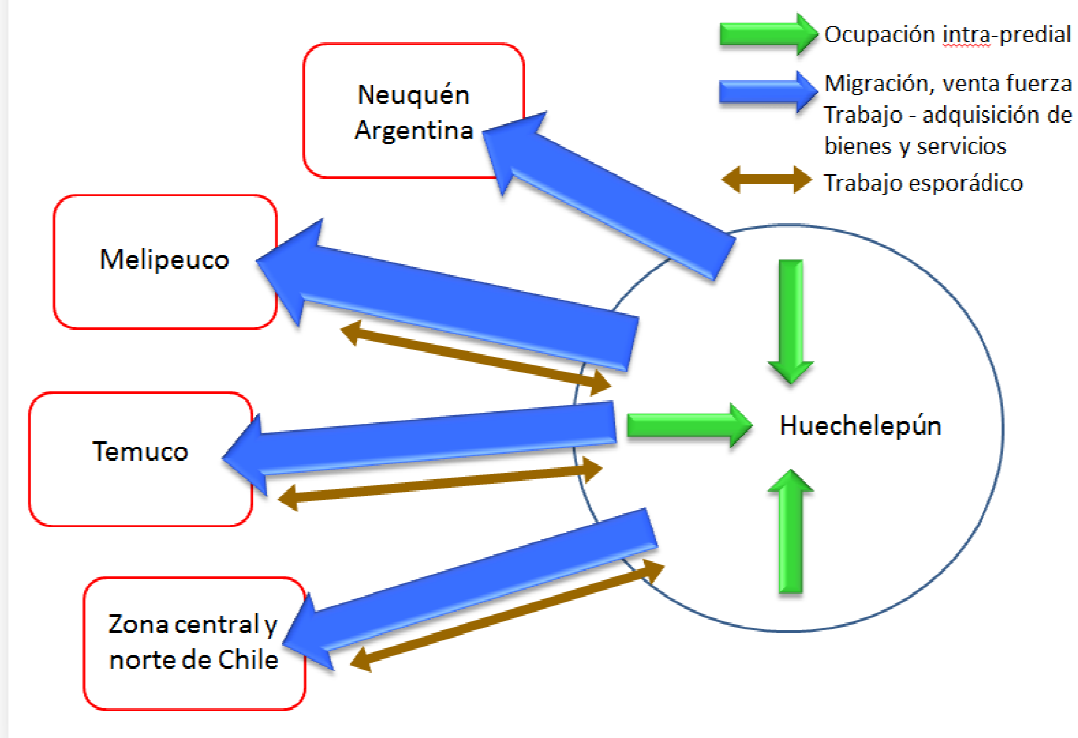 Ocupación intra-predial
Migración, venta fuerza
Trabajo - adquisición de
bienes y servicios
Trabajo esporádico
Neuquén
Argentina
Melipeuco
Temuco
Zona central y
norte de Chile
Huechelepún